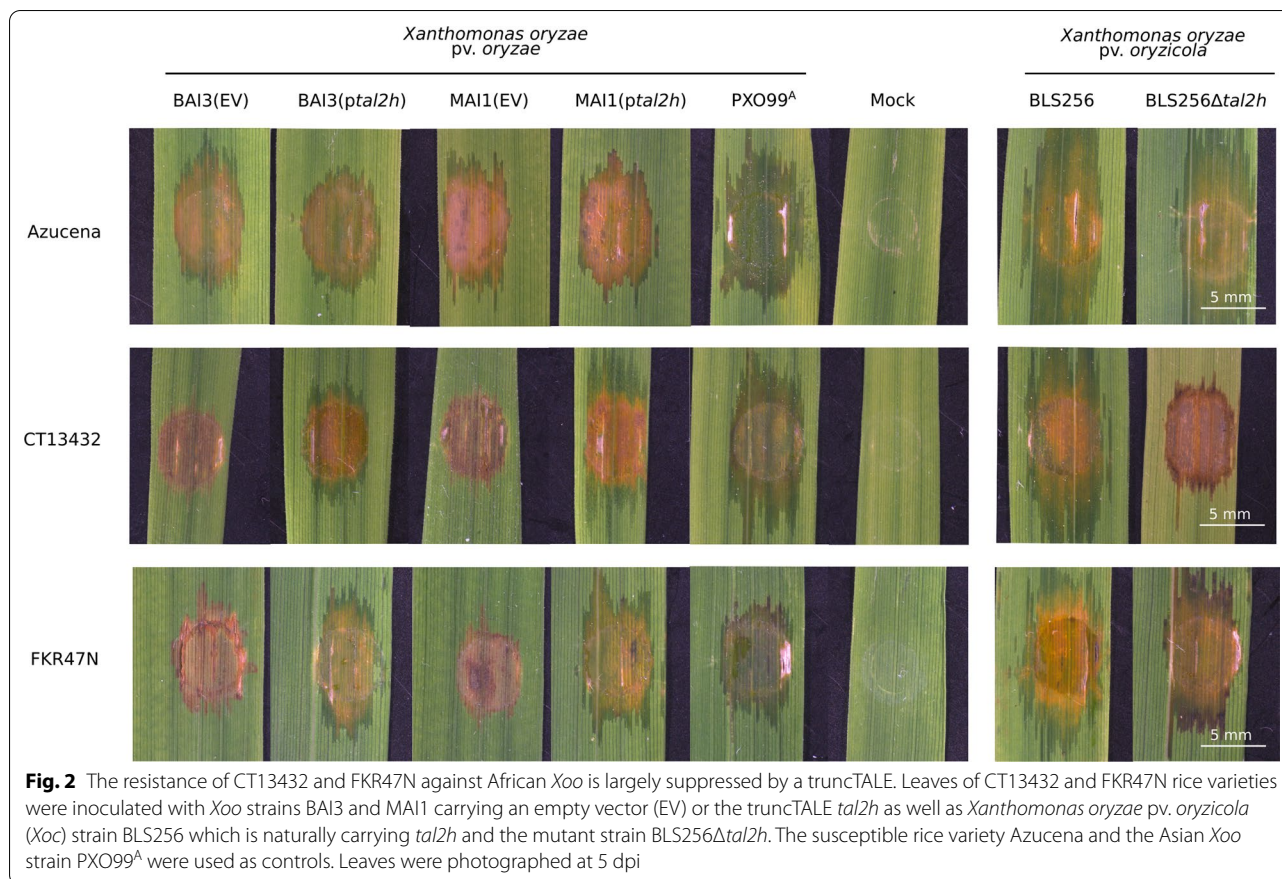 Xanthomonas oryzae
pv. oryzae
Xanthomonas oryzae
pv. oryzicola
BAI3(EV) BAI3(ptal2h) MAI1(EV) MAI1(ptal2h) PXO99ᴬ Mock BLS256 BLS256Δtal2h
Azucena
5 mm
CT13432
5 mm
FKR47N
5 mm
Fig. 2 The resistance of CT13432 and FKR47N against African Xoo is largely suppressed by a truncTALE. Leaves of CT13432 and FKR47N rice varieties
were inoculated with Xoo strains BAI3 and MAI1 carrying an empty vector (EV) or the truncTALE tal2h as well as Xanthomonas oryzae pv. oryzicola
(Xoc) strain BLS256 which is naturally carrying tal2h and the mutant strain BLS256Δtal2h. The susceptible rice variety Azucena and the Asian Xoo
strain PXO99ᴬ were used as controls. Leaves were photographed at 5 dpi